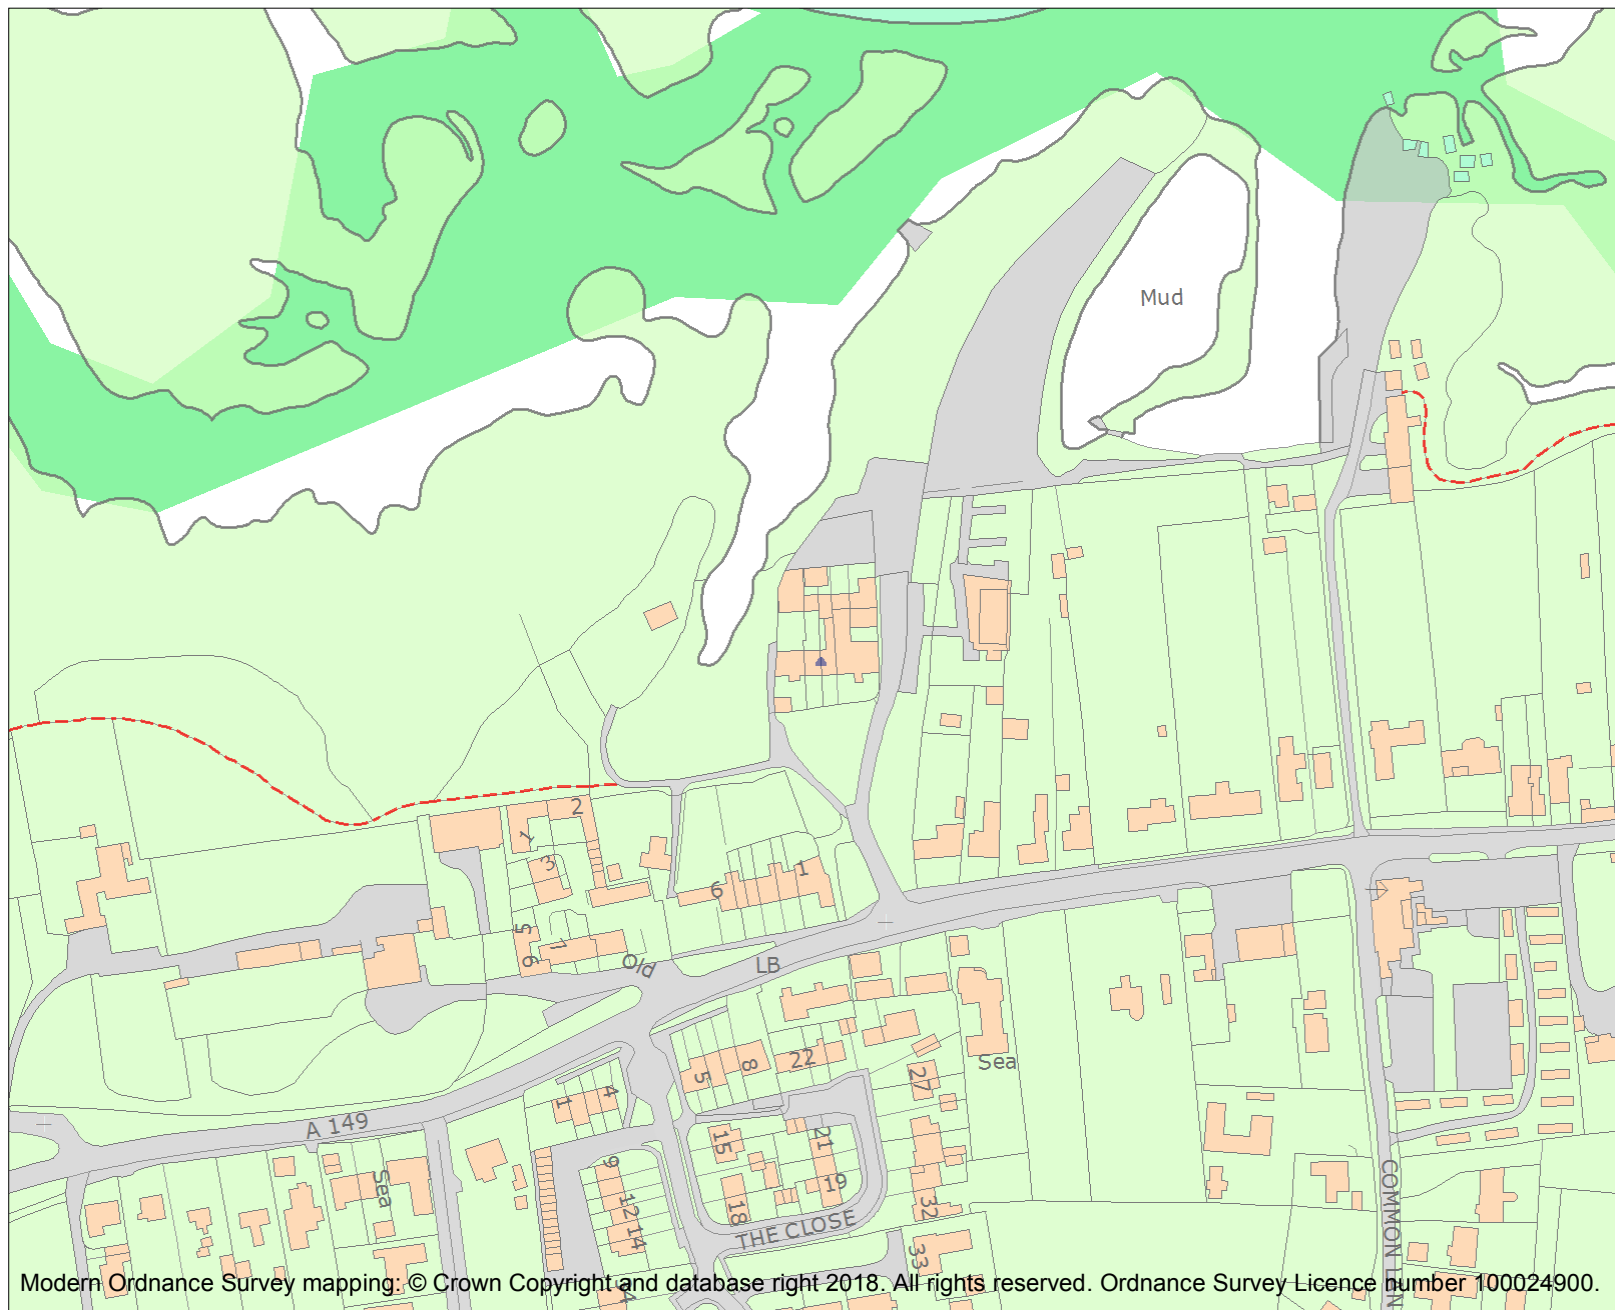 Mud
2
1
3
1
6
5
7
6
Old
LB
8
5
22
Sea
27
4
1
A 149
15
21
9
Sea
12
19
18
14
32
THE CLOSE
33
COMMON LAN
Modern Ordnance Survey mapping: © Crown Copyright and database right 2018. All rights reserved. Ordnance Survey Licence number 100024900.